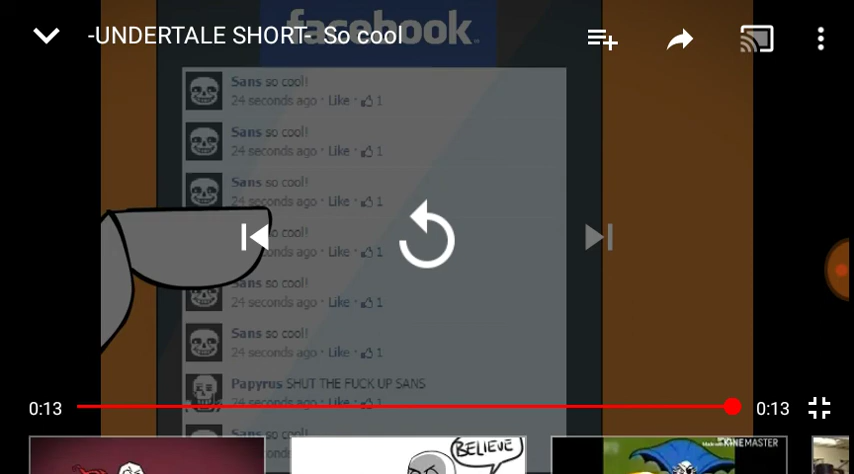 facebook
-UNDERTALE SHORT- So cool
Sans so cool!
24 seconds ago · Like · 1
Sans so cool!
24 seconds ago · Like · 1
Sans so cool!
24 seconds ago · Like · 1
so cool!
24 seconds ago · Like · 1
Sans so cool!
24 seconds ago · Like · 1
Sans so cool!
24 seconds ago · Like · 1
Papyrus SHUT THE FUCK UP SANS
24 seconds ago · Like · 1
Sans so cool!
0:13
0:13
BELIEVE
KINEMASTER